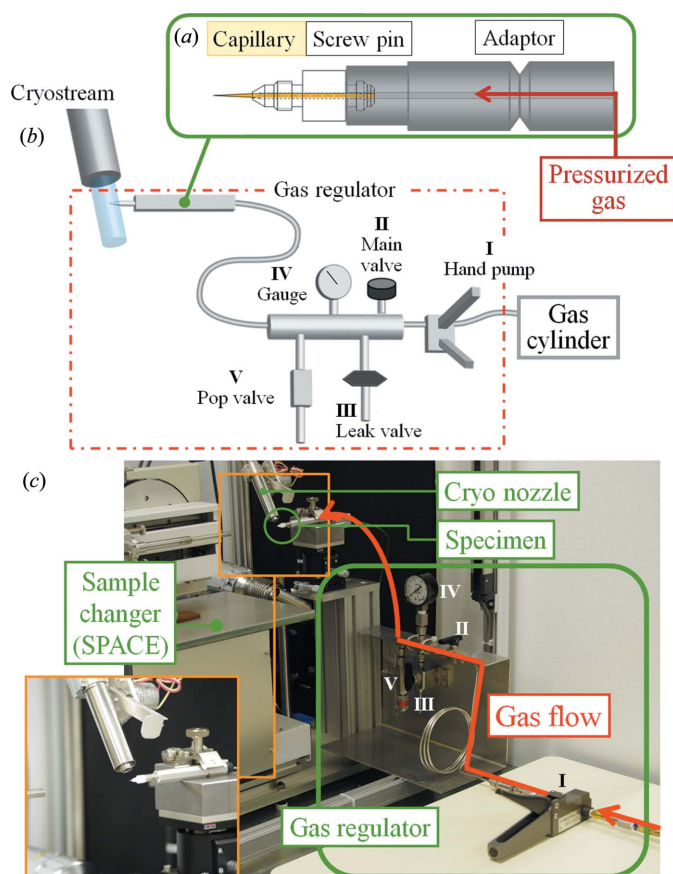 (a)
Capillary
Screw pin
Adaptor
Cryostream
(b)
Pressurized
gas
Gas regulator
II
Main
valve
I
Hand pump
IV
Gauge
Gas
cylinder
V
Pop valve
III
Leak valve
(c)
Cryo nozzle
Specimen
Sample
changer
(SPACE)
IV
II
V
III
Gas flow
I
Gas regulator